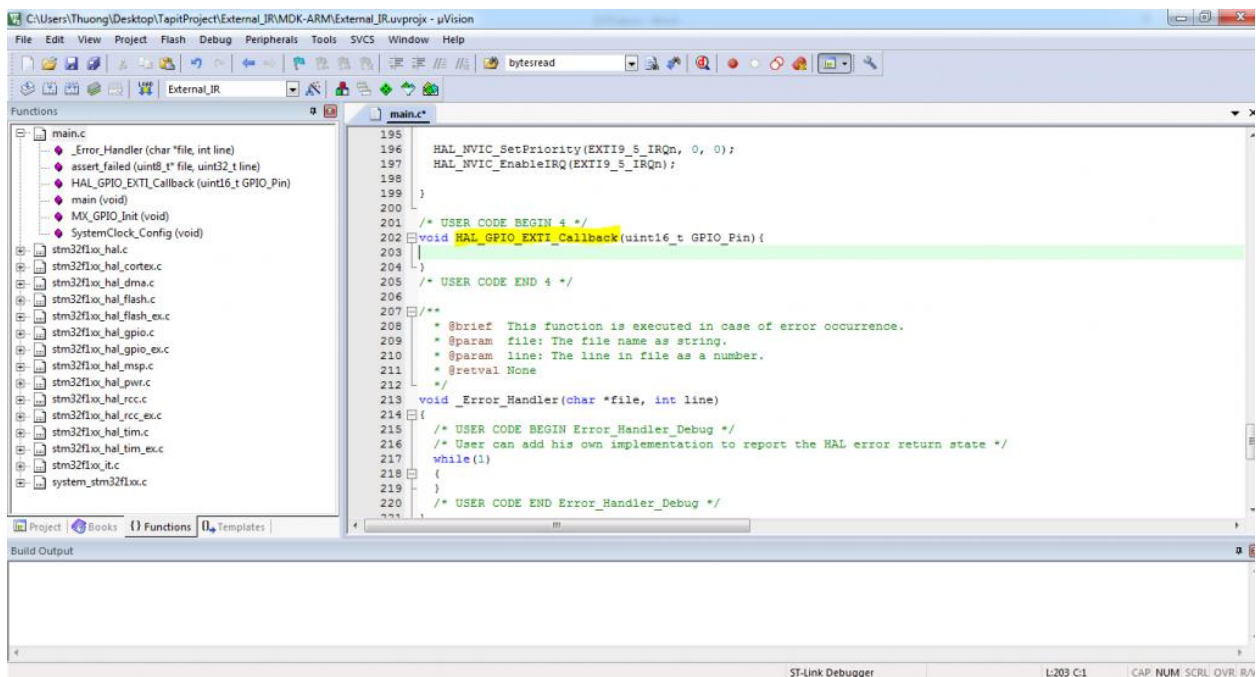 C:\Users\Thuong\Desktop\TapitProject\External_IR\MDK-ARM\External_IR.uvprojx - µVision
File Edit View Project Flash Debug Peripherals Tools SVCS Window Help
bytesread
LOAD External_IR
Functions
main.c
_Error_Handler (char *file, int line)
assert_failed (uint8_t* file, uint32_t line)
HAL_GPIO_EXTI_Callback (uint16_t GPIO_Pin)
main (void)
MX_GPIO_Init (void)
SystemClock_Config (void)
stm32f1xx_hal.c
stm32f1xx_hal_cortex.c
stm32f1xx_hal_dma.c
stm32f1xx_hal_flash.c
stm32f1xx_hal_flash_ex.c
stm32f1xx_hal_gpio.c
stm32f1xx_hal_gpio_ex.c
stm32f1xx_hal_msp.c
stm32f1xx_hal_pwr.c
stm32f1xx_hal_rcc.c
stm32f1xx_hal_rcc_ex.c
stm32f1xx_hal_tim.c
stm32f1xx_hal_tim_ex.c
stm32f1xx_it.c
system_stm32f1xx.c
Project Books {} Functions Templates
main.c*
195
196 HAL_NVIC_SetPriority(EXTI9_5_IRQn, 0, 0);
197 HAL_NVIC_EnableIRQ(EXTI9_5_IRQn);
198
199 }
200
201 /* USER CODE BEGIN 4 */
202 void HAL_GPIO_EXTI_Callback(uint16_t GPIO_Pin){
203
204 }
205 /* USER CODE END 4 */
206
207 /**
208 * @brief This function is executed in case of error occurrence.
209 * @param file: The file name as string.
210 * @param line: The line in file as a number.
211 * @retval None
212 */
213 void _Error_Handler(char *file, int line)
214 {
215 /* USER CODE BEGIN Error_Handler_Debug */
216 /* User can add his own implementation to report the HAL error return state */
217 while(1)
218 {
219 }
220 /* USER CODE END Error_Handler_Debug */
Build Output
ST-Link Debugger L:203 C:1 CAP NUM SCRL OVR